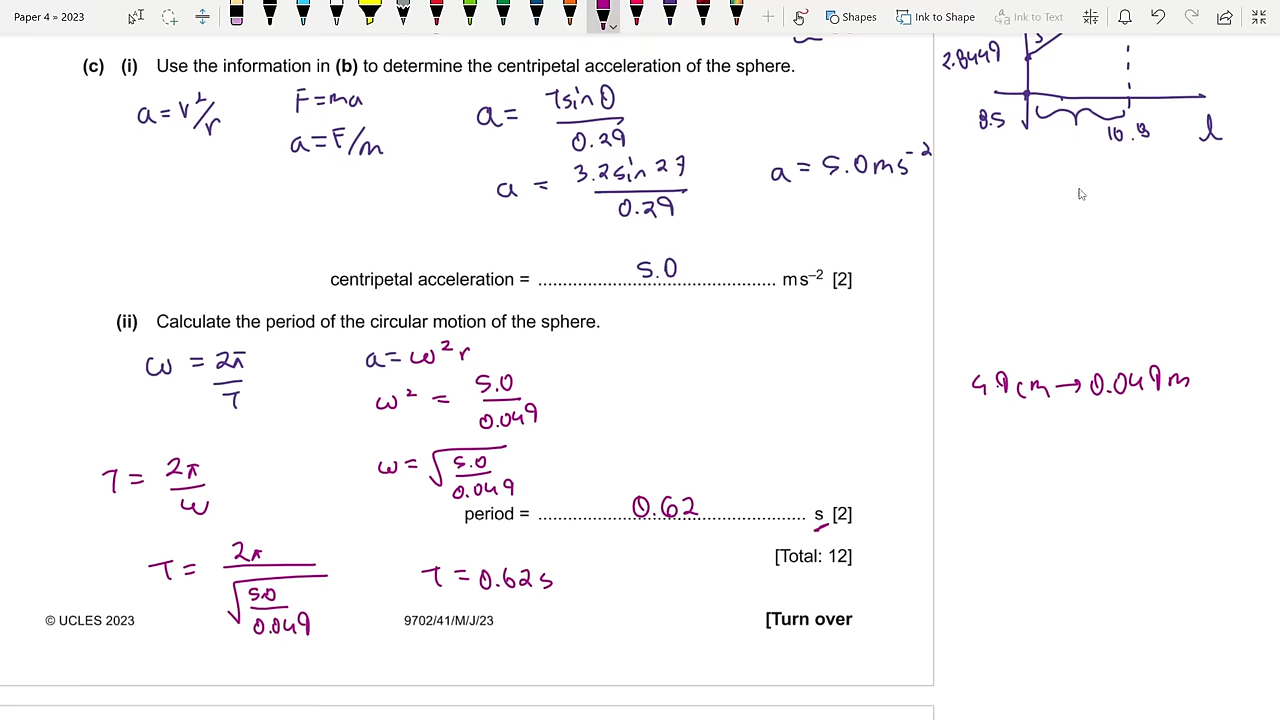 Paper 4 » 2023
Shapes
Ink to Shape
Ink to Text
(c) (i) Use the information in (b) to determine the centripetal acceleration of the sphere.
a = v²/r
F = ma
a = F/m
a = Tsinθ / 0.29
a = 3.2 sin 27 / 0.29
a = 5.0 ms⁻²
2.8449
8.5
10.8
l
centripetal acceleration = ............ 5.0 ............ m s⁻² [2]
(ii) Calculate the period of the circular motion of the sphere.
ω = 2π / T
a = ω² r
ω² = 5.0 / 0.049
4.9 cm → 0.049 m
T = 2π / ω
ω = √(5.0 / 0.049)
period = ............ 0.62 ............ s [2]
[Total: 12]
T = 2π / √(5.0 / 0.049)
T = 0.62 s
© UCLES 2023
9702/41/M/J/23
[Turn over